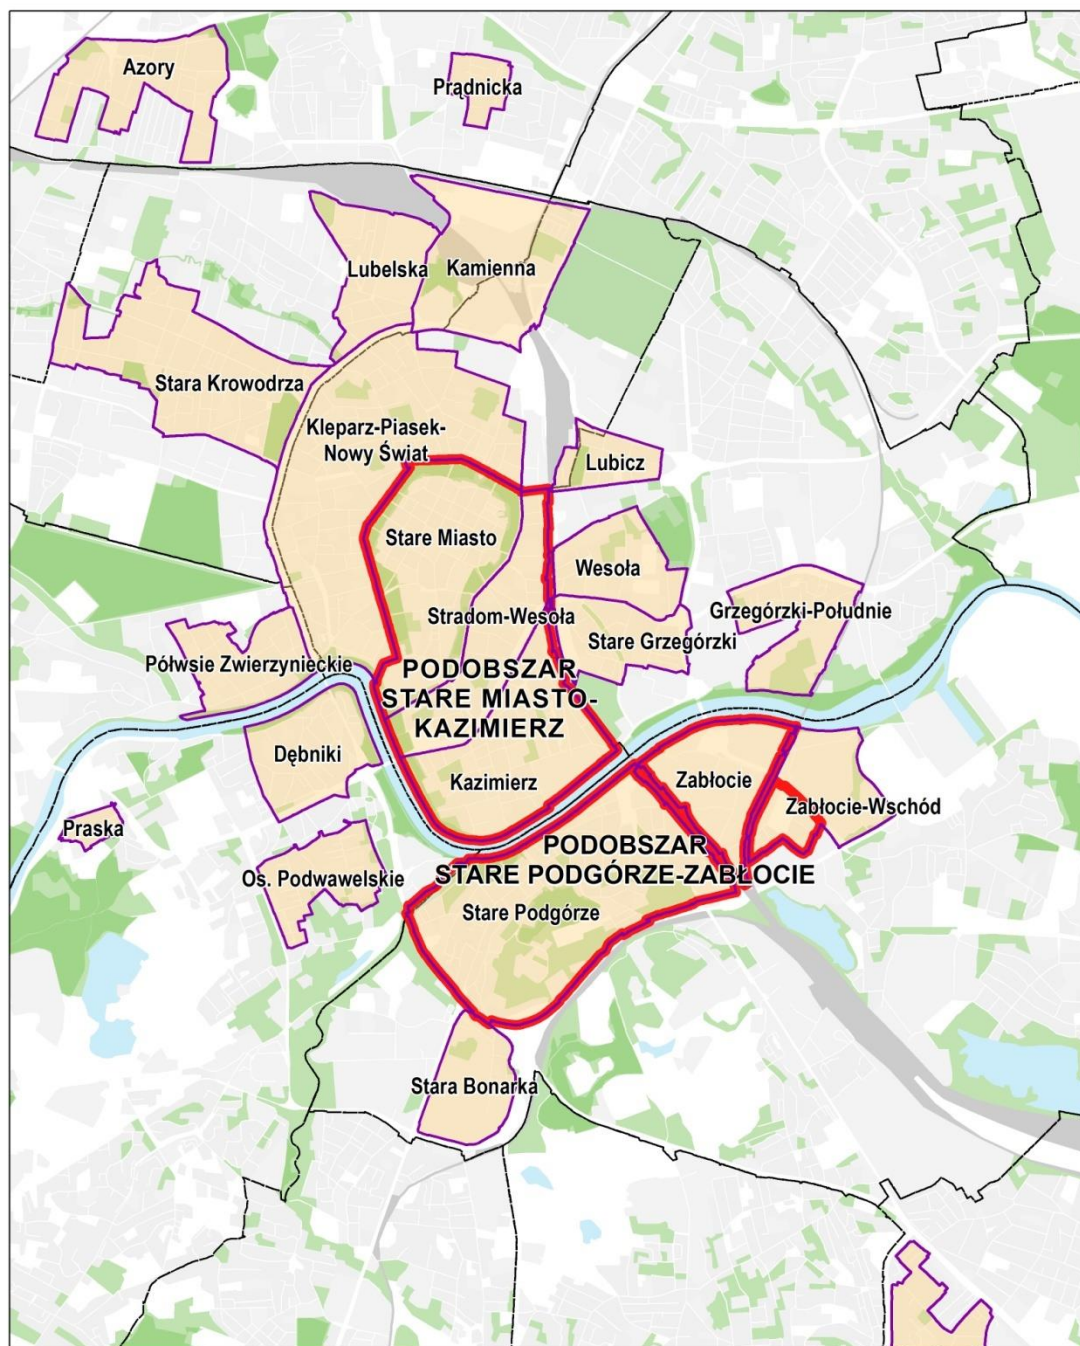 Azory
Prądnicka
Lubelska
Kamienna
Stara Krowodrza
Kleparz-Piasek-
Nowy Świat
Lubicz
Stare Miasto
Wesoła
Stradom-Wesoła
Grzegórzki-Południe
Stare Grzegórzki
Półwsie Zwierzynieckie
PODOBSZAR
STARE MIASTO-
KAZIMIERZ
Dębniki
Kazimierz
Zabłocie
Zabłocie-Wschód
Praska
PODOBSZAR
STARE PODGÓRZE-ZABŁOCIE
Os. Podwawelskie
Stare Podgórze
Stara Bonarka